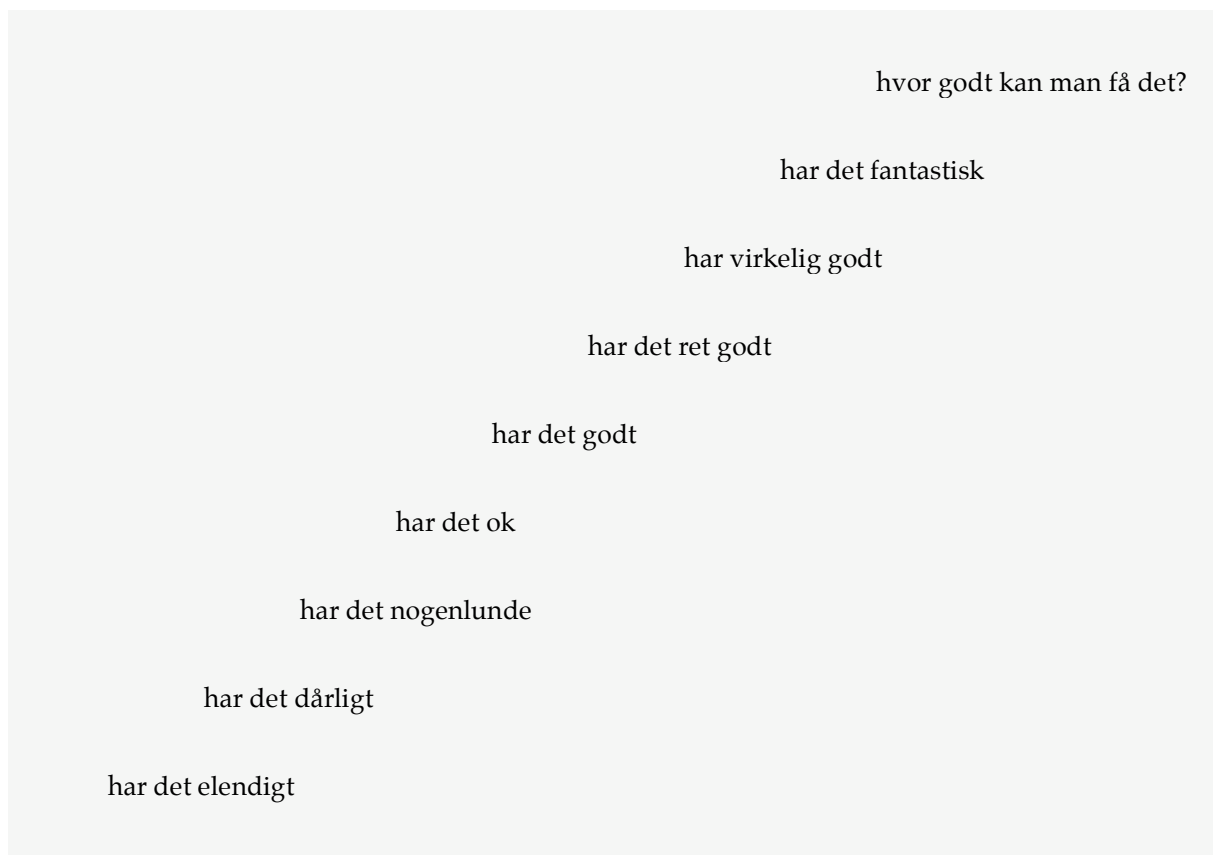 hvor godt kan man få det?
har det fantastisk
har virkelig godt
har det ret godt
har det godt
har det ok
har det nogenlunde
har det dårligt
har det elendigt